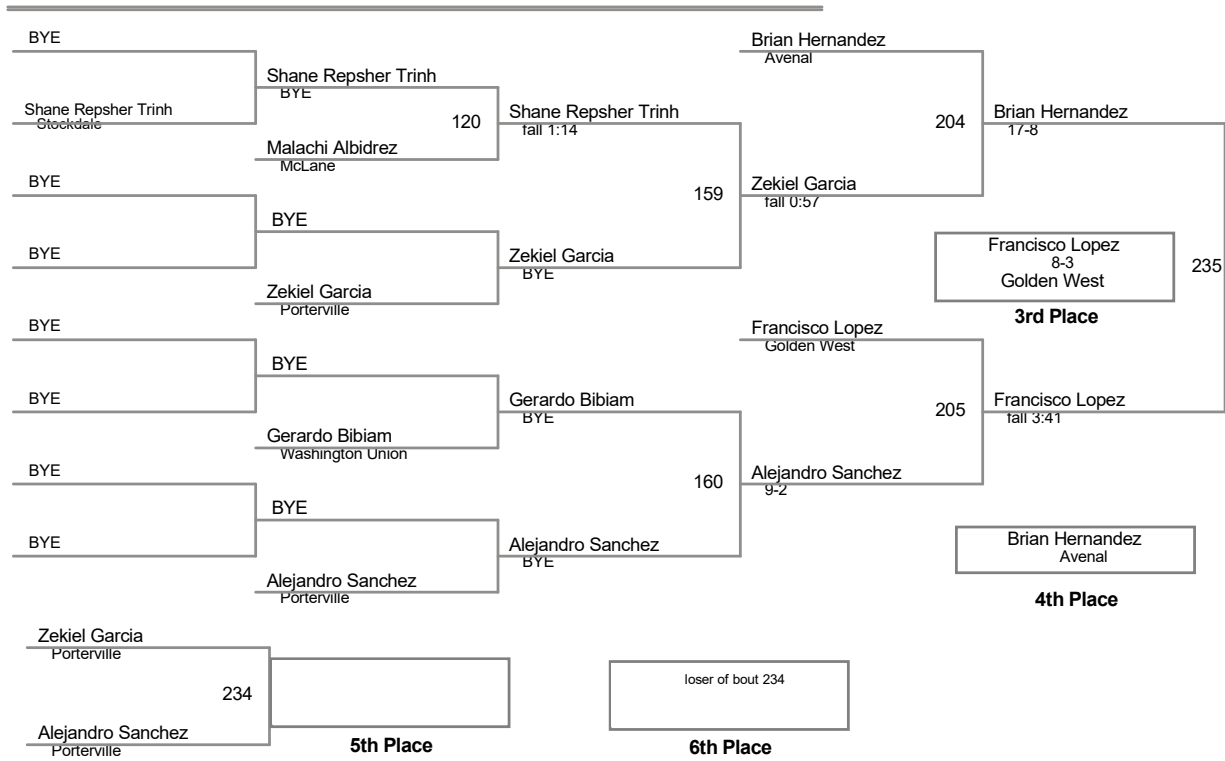 BYE
Shane Repsher Trinh
Stockdale
BYE
BYE
BYE
BYE
BYE
BYE
Shane Repsher Trinh
BYE
120
Malachi Albidrez
McLane
BYE
Zekiel Garcia
Porterville
BYE
Gerardo Bibiam
Washington Union
BYE
Alejandro Sanchez
Porterville
Shane Repsher Trinh
fall 1:14
159
Zekiel Garcia
BYE
Gerardo Bibiam
BYE
160
Alejandro Sanchez
BYE
Brian Hernandez
Avenal
204
Zekiel Garcia
fall 0:57
Francisco Lopez
Golden West
205
Alejandro Sanchez
9-2
Brian Hernandez
17-8
Francisco Lopez
8-3
Golden West
235
3rd Place
Francisco Lopez
fall 3:41
Brian Hernandez
Avenal
4th Place
Zekiel Garcia
Porterville
234
Alejandro Sanchez
Porterville
5th Place
loser of bout 234
6th Place